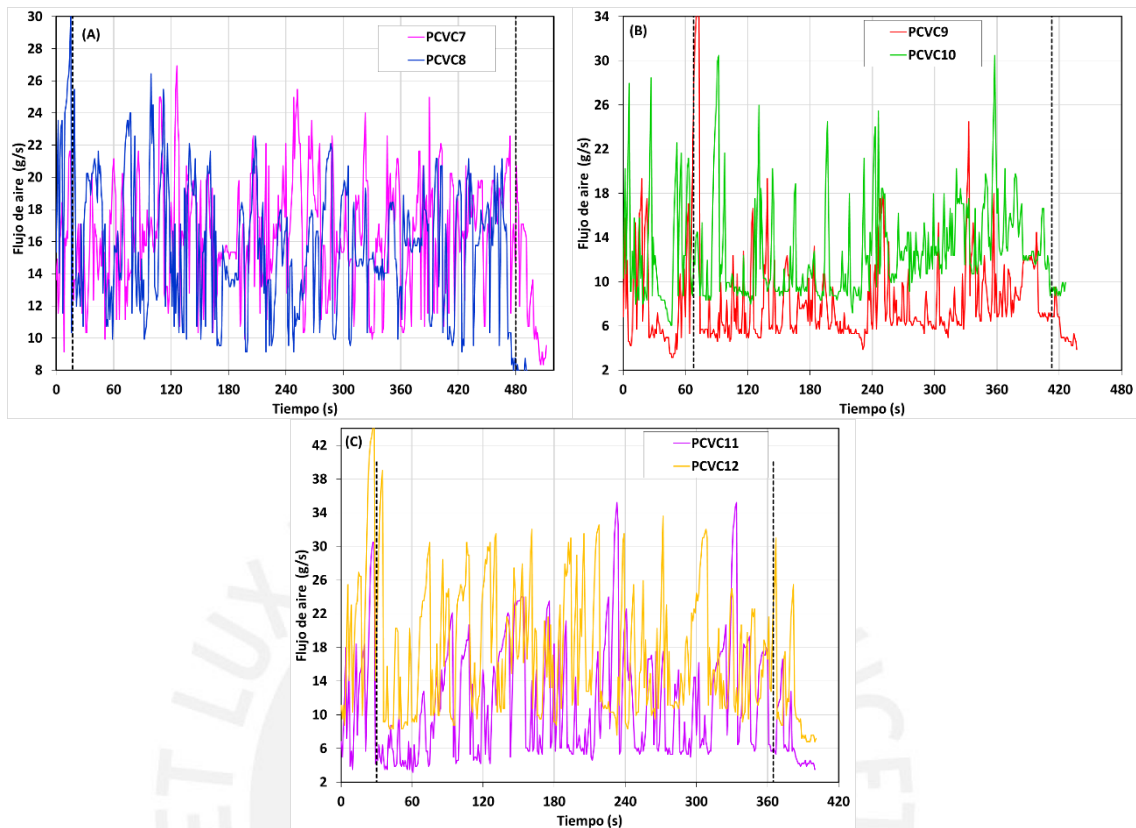 (A)
PCVC7
PCVC8
Flujo de aire (g/s)
30
28
26
24
22
20
18
16
14
12
10
8
0 60 120 180 240 300 360 420 480
Tiempo (s)
(B)
PCVC9
PCVC10
Flujo de aire (g/s)
34
30
26
22
18
14
10
6
2
0 60 120 180 240 300 360 420 480
Tiempo (s)
(C)
PCVC11
PCVC12
Flujo de aire (g/s)
42
38
34
30
26
22
18
14
10
6
2
0 60 120 180 240 300 360 420
Tiempo (s)
ET LUX